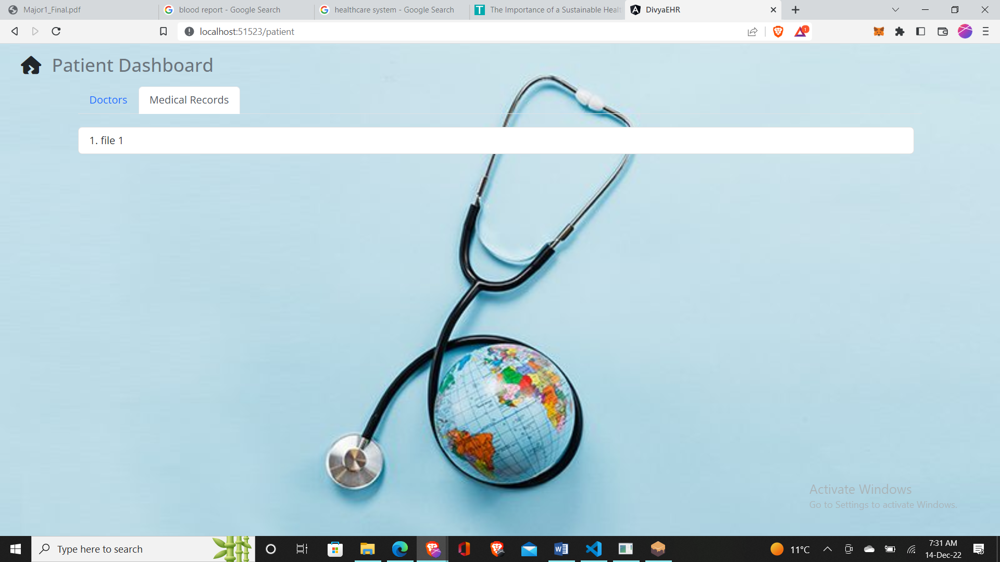 Major1_Final.pdf
blood report - Google Search
healthcare system - Google Search
The Importance of a Sustainable Healt
DivyaEHR
localhost:51523/patient
1
Patient Dashboard
Doctors
Medical Records
1. file 1
Activate Windows
Go to Settings to activate Windows.
Type here to search
11°C
7:31 AM
14-Dec-22